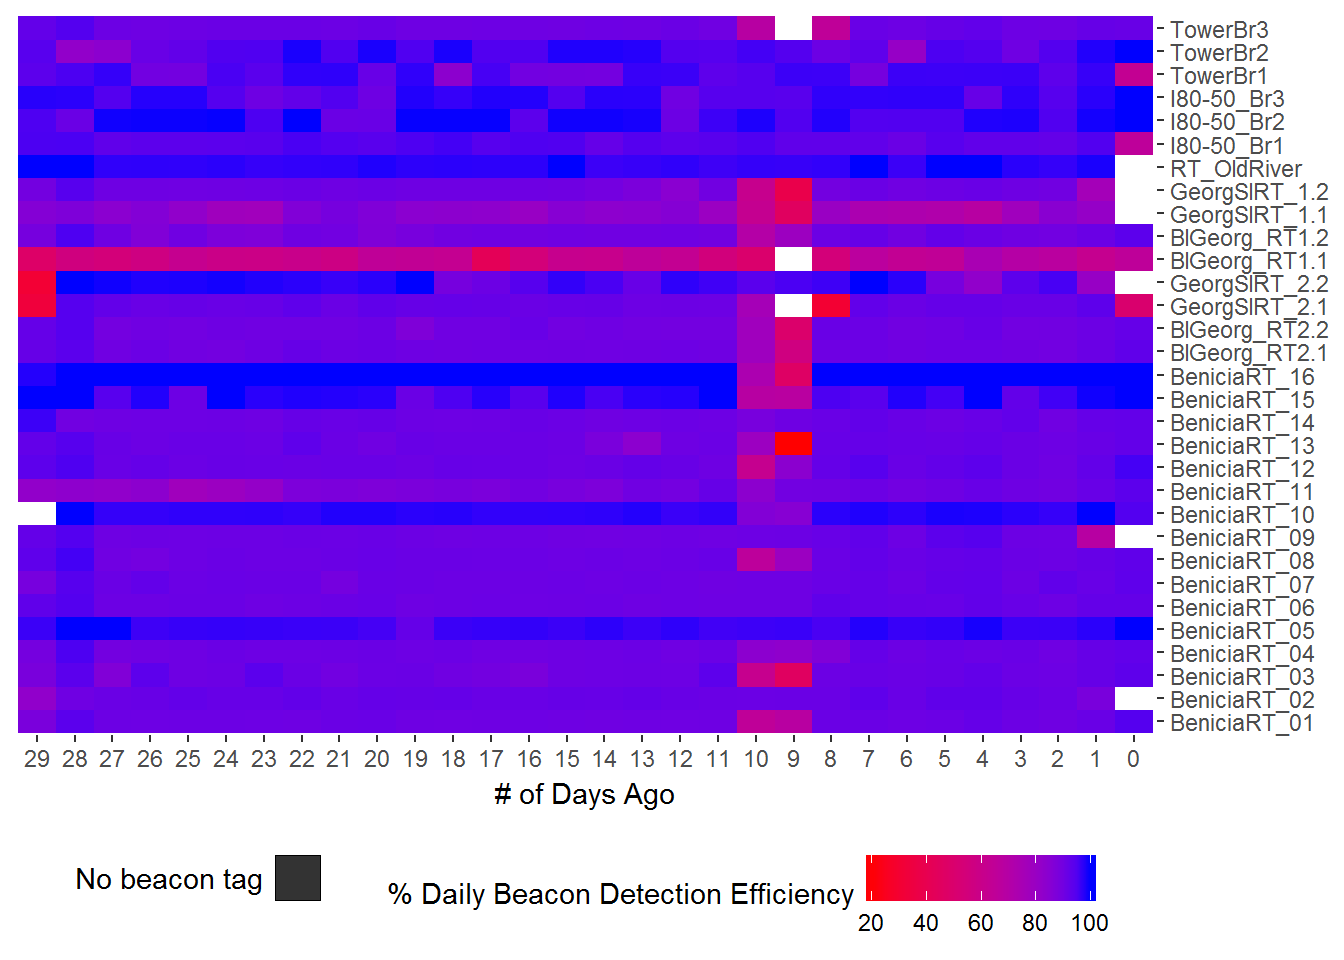 TowerBr3
TowerBr2
TowerBr1
I80-50_Br3
I80-50_Br2
I80-50_Br1
RT_OldRiver
GeorgSlRT_1.2
GeorgSlRT_1.1
BlGeorg_RT1.2
BlGeorg_RT1.1
GeorgSlRT_2.2
GeorgSlRT_2.1
BlGeorg_RT2.2
BlGeorg_RT2.1
BeniciaRT_16
BeniciaRT_15
BeniciaRT_14
BeniciaRT_13
BeniciaRT_12
BeniciaRT_11
BeniciaRT_10
BeniciaRT_09
BeniciaRT_08
BeniciaRT_07
BeniciaRT_06
BeniciaRT_05
BeniciaRT_04
BeniciaRT_03
BeniciaRT_02
BeniciaRT_01
29 28 27 26 25 24 23 22 21 20 19 18 17 16 15 14 13 12 11 10 9 8 7 6 5 4 3 2 1 0
# of Days Ago
No beacon tag
% Daily Beacon Detection Efficiency
20 40 60 80 100